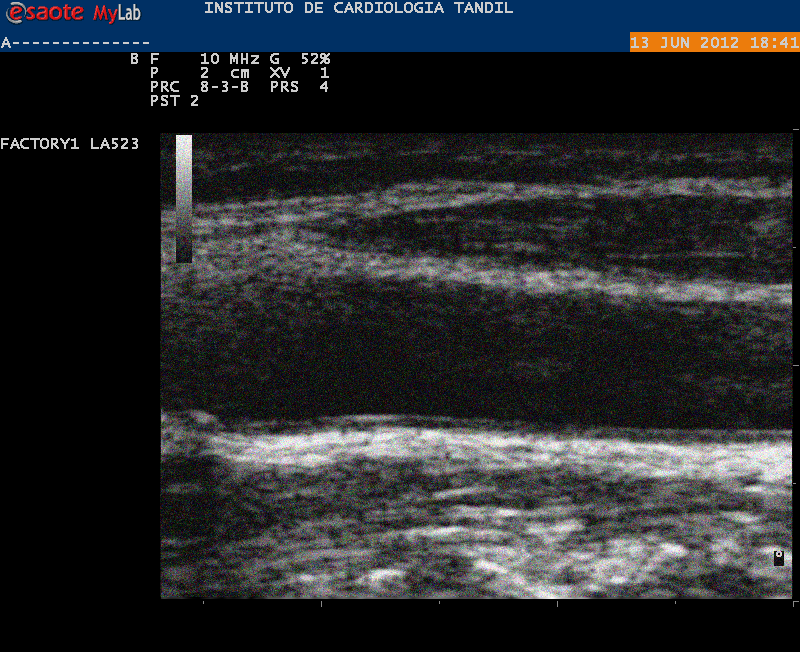 esaote MyLab
INSTITUTO DE CARDIOLOGIA TANDIL
A--------------
13 JUN 2012 18:41
B F 10 MHz G 52%
P 2 cm XV 1
PRC 8-3-B PRS 4
PST 2
FACTORY1 LA523